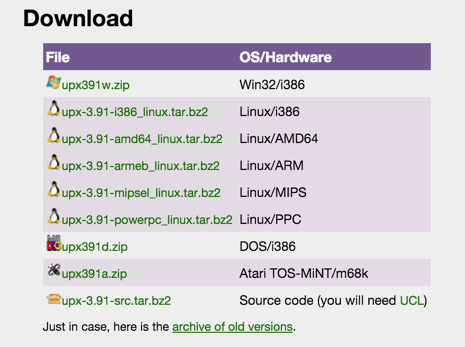 Download
File OS/Hardware
upx391w.zip Win32/i386
upx-3.91-i386_linux.tar.bz2 Linux/i386
upx-3.91-amd64_linux.tar.bz2 Linux/AMD64
upx-3.91-armeb_linux.tar.bz2 Linux/ARM
upx-3.91-mipsel_linux.tar.bz2 Linux/MIPS
upx-3.91-powerpc_linux.tar.bz2 Linux/PPC
upx391d.zip DOS/i386
upx391a.zip Atari TOS-MiNT/m68k
upx-3.91-src.tar.bz2 Source code (you will need UCL)
Just in case, here is the archive of old versions.